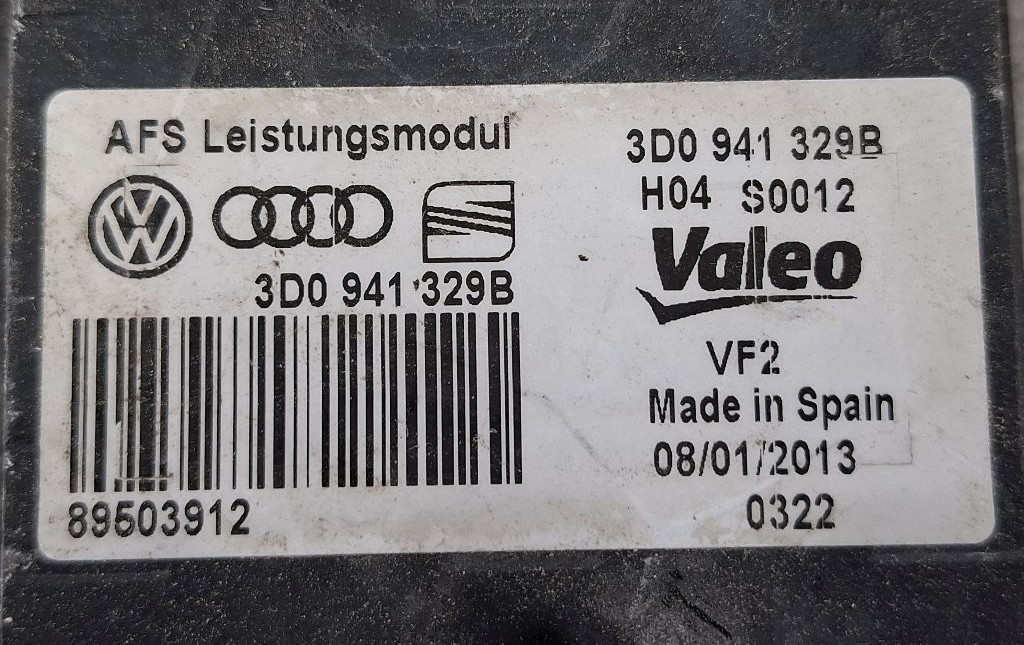 AFS Leistungsmodul
3D0 941 329B
89503912
3D0 941 329B
H04 S0012
Valeo
VF2
Made in Spain
08/01/2013
0322